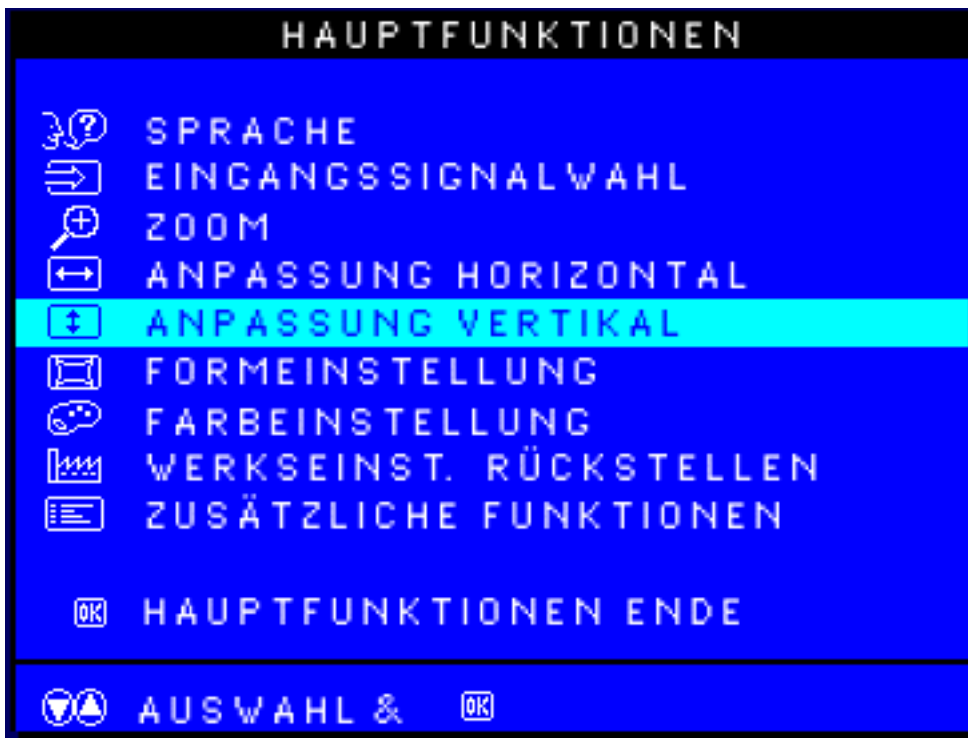 HAUPTFUNKTIONEN
SPRACHE
EINGANGSSIGNALWAHL
ZOOM
ANPASSUNG HORIZONTAL
ANPASSUNG VERTIKAL
FORMEINSTELLUNG
FARBEINSTELLUNG
WERKSEINST. RÜCKSTELLEN
ZUSÄTZLICHE FUNKTIONEN
OK HAUPTFUNKTIONEN ENDE
AUSWAHL & OK